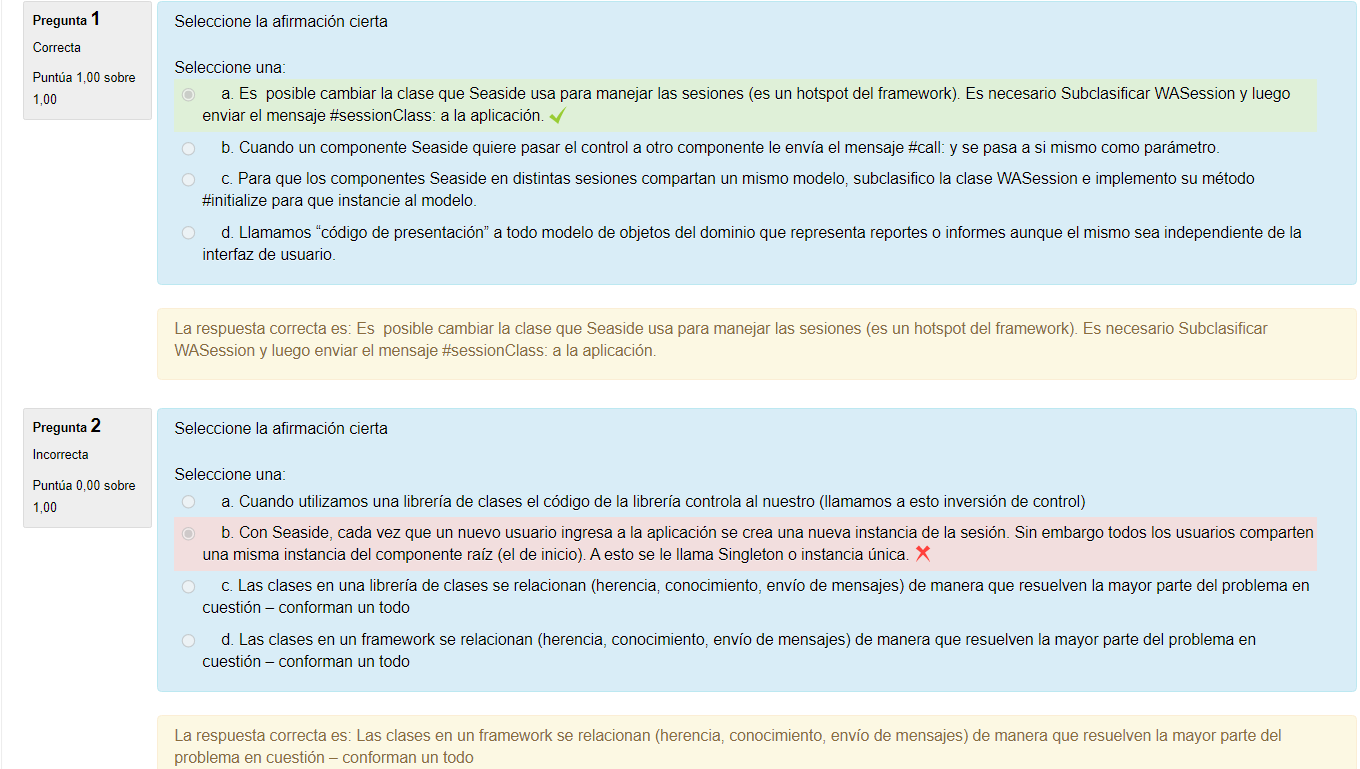 Pregunta 1
Correcta
Puntúa 1,00 sobre
1,00
Seleccione la afirmación cierta
Seleccione una:
a. Es  posible cambiar la clase que Seaside usa para manejar las sesiones (es un hotspot del framework). Es necesario Subclasificar WASession y luego
enviar el mensaje #sessionClass: a la aplicación.
b. Cuando un componente Seaside quiere pasar el control a otro componente le envía el mensaje #call: y se pasa a si mismo como parámetro.
c. Para que los componentes Seaside en distintas sesiones compartan un mismo modelo, subclasifico la clase WASession e implemento su método
#initialize para que instancie al modelo.
d. Llamamos “código de presentación” a todo modelo de objetos del dominio que representa reportes o informes aunque el mismo sea independiente de la
interfaz de usuario.
La respuesta correcta es: Es  posible cambiar la clase que Seaside usa para manejar las sesiones (es un hotspot del framework). Es necesario Subclasificar
WASession y luego enviar el mensaje #sessionClass: a la aplicación.
Pregunta 2
Incorrecta
Puntúa 0,00 sobre
1,00
Seleccione la afirmación cierta
Seleccione una:
a. Cuando utilizamos una librería de clases el código de la librería controla al nuestro (llamamos a esto inversión de control)
b. Con Seaside, cada vez que un nuevo usuario ingresa a la aplicación se crea una nueva instancia de la sesión. Sin embargo todos los usuarios comparten
una misma instancia del componente raíz (el de inicio). A esto se le llama Singleton o instancia única.
c. Las clases en una librería de clases se relacionan (herencia, conocimiento, envío de mensajes) de manera que resuelven la mayor parte del problema en
cuestión – conforman un todo
d. Las clases en un framework se relacionan (herencia, conocimiento, envío de mensajes) de manera que resuelven la mayor parte del problema en
cuestión – conforman un todo
La respuesta correcta es: Las clases en un framework se relacionan (herencia, conocimiento, envío de mensajes) de manera que resuelven la mayor parte del
problema en cuestión – conforman un todo